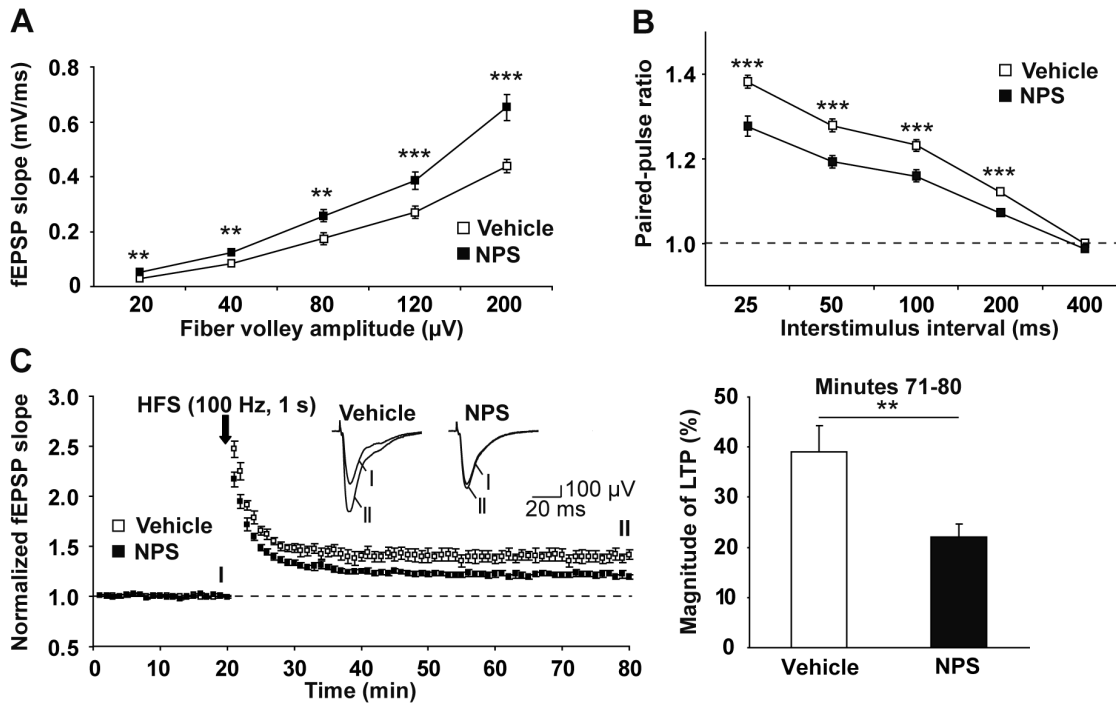 A
fEPSP slope (mV/ms)
0.8
0.6
0.4
0.2
0
** ** ** *** ***
Vehicle
NPS
20 40 80 120 200
Fiber volley amplitude (µV)
B
Paired-pulse ratio
1.4
1.2
1.0
*** *** *** ***
Vehicle
NPS
25 50 100 200 400
Interstimulus interval (ms)
C
Normalized fEPSP slope
3.0
2.5
2.0
1.5
1.0
0.5
HFS (100 Hz, 1 s)
Vehicle
I
II
NPS
I
II
100 µV
20 ms
Vehicle
NPS
I
II
0 10 20 30 40 50 60 70 80
Time (min)
Minutes 71-80
Magnitude of LTP (%)
50
40
30
20
10
0
**
Vehicle NPS